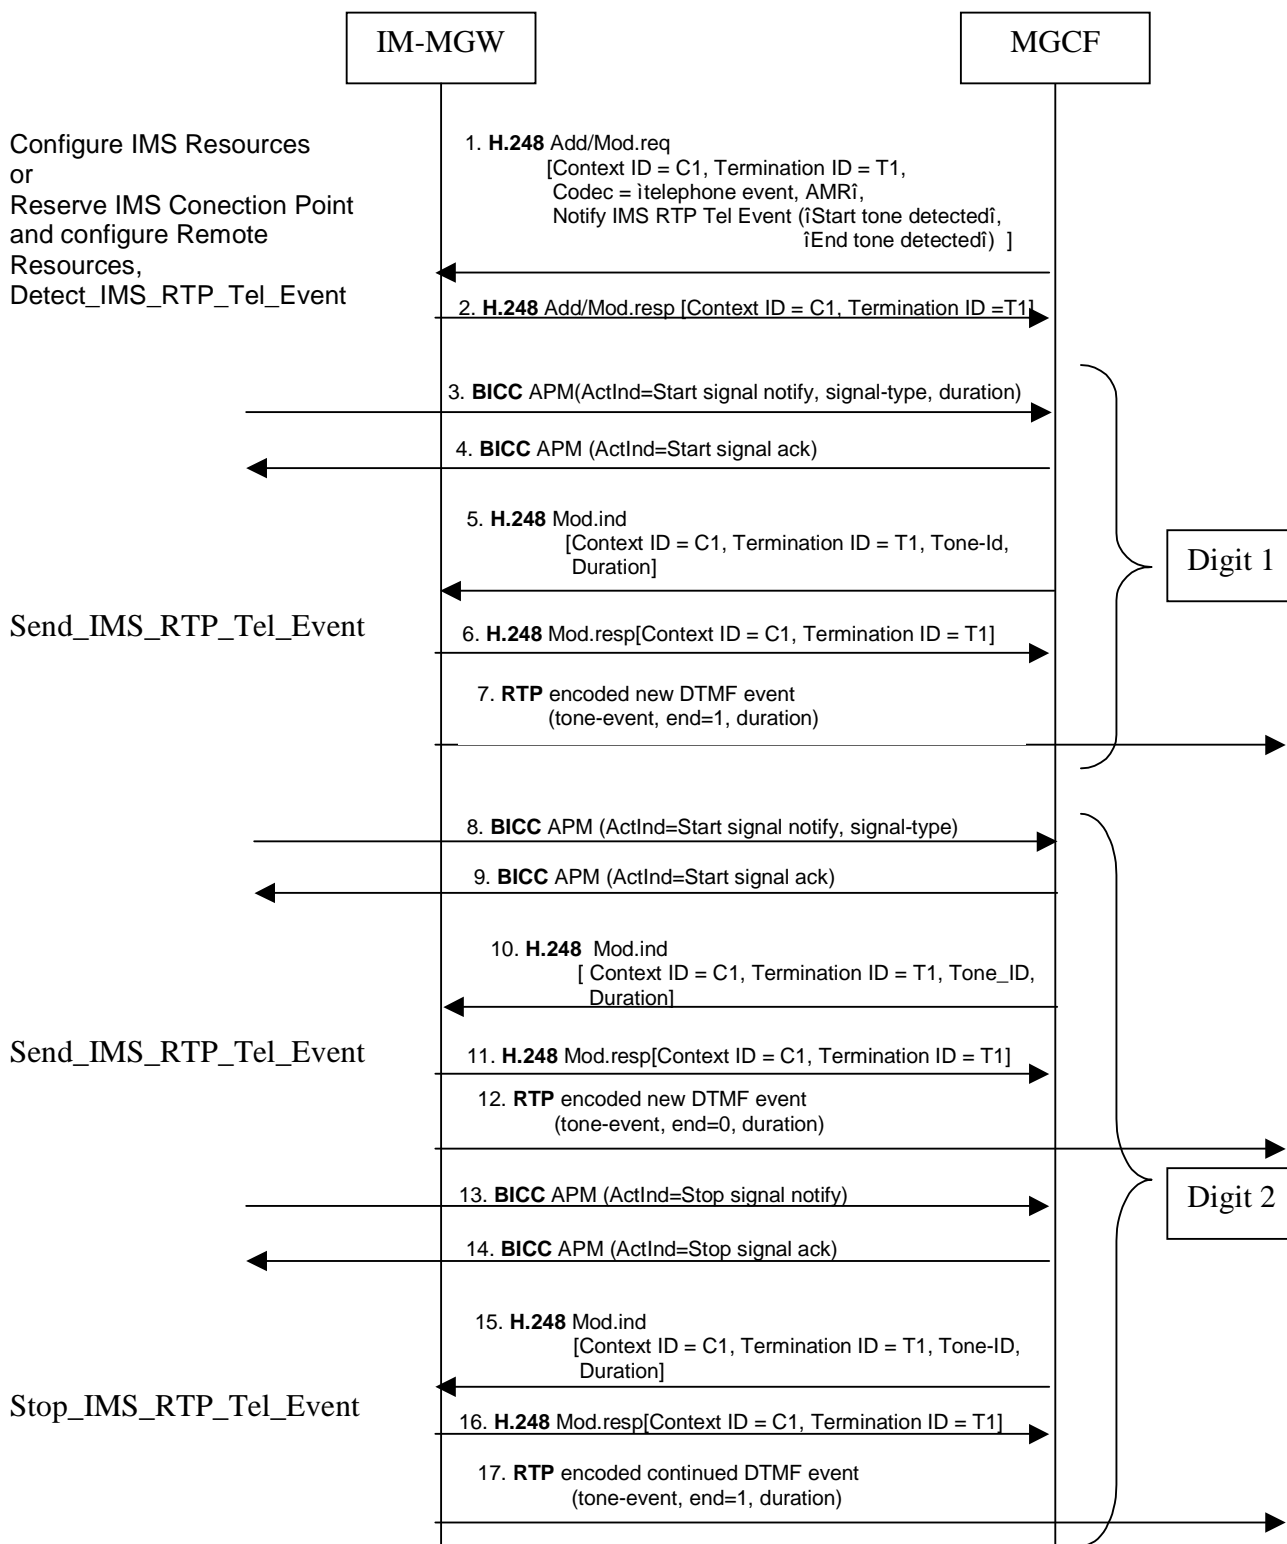 IM-MGW
MGCF
Configure IMS Resources
or
Reserve IMS Conection Point
and configure Remote
Resources,
Detect_IMS_RTP_Tel_Event
1. H.248 Add/Mod.req
[Context ID = C1, Termination ID = T1,
Codec = ìtelephone event, AMRî,
Notify IMS RTP Tel Event (îStart tone detectedî,
îEnd tone detectedî) ]
2. H.248 Add/Mod.resp [Context ID = C1, Termination ID =T1]
3. BICC APM(ActInd=Start signal notify, signal-type, duration)
4. BICC APM (ActInd=Start signal ack)
5. H.248 Mod.ind
[Context ID = C1, Termination ID = T1, Tone-Id,
Duration]
Digit 1
Send_IMS_RTP_Tel_Event
6. H.248 Mod.resp[Context ID = C1, Termination ID = T1]
7. RTP encoded new DTMF event
(tone-event, end=1, duration)
8. BICC APM (ActInd=Start signal notify, signal-type)
9. BICC APM (ActInd=Start signal ack)
10. H.248 Mod.ind
[ Context ID = C1, Termination ID = T1, Tone_ID,
Duration]
Send_IMS_RTP_Tel_Event
11. H.248 Mod.resp[Context ID = C1, Termination ID = T1]
12. RTP encoded new DTMF event
(tone-event, end=0, duration)
13. BICC APM (ActInd=Stop signal notify)
Digit 2
14. BICC APM (ActInd=Stop signal ack)
15. H.248 Mod.ind
[Context ID = C1, Termination ID = T1, Tone-ID,
Duration]
Stop_IMS_RTP_Tel_Event
16. H.248 Mod.resp[Context ID = C1, Termination ID = T1]
17. RTP encoded continued DTMF event
(tone-event, end=1, duration)